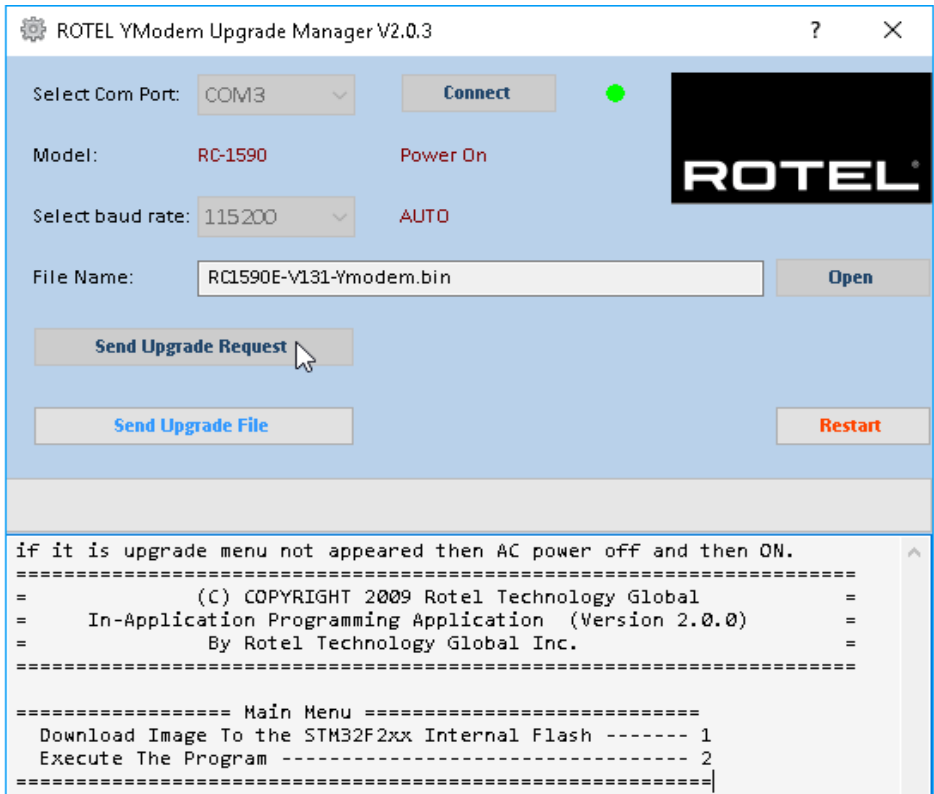 ROTEL YModem Upgrade Manager V2.0.3 ? ×
Select Com Port: COM3 Connect
Model: RC-1590 Power On
ROTEL
Select baud rate: 115200 AUTO
File Name: RC1590E-V131-Ymodem.bin Open
Send Upgrade Request
Send Upgrade File Restart
if it is upgrade menu not appeared then AC power off and then ON.
======================================================================
= (C) COPYRIGHT 2009 Rotel Technology Global =
= In-Application Programming Application (Version 2.0.0) =
= By Rotel Technology Global Inc. =
======================================================================
================== Main Menu ============================
Download Image To the STM32F2xx Internal Flash ------- 1
Execute The Program ---------------------------------- 2
==========================================================